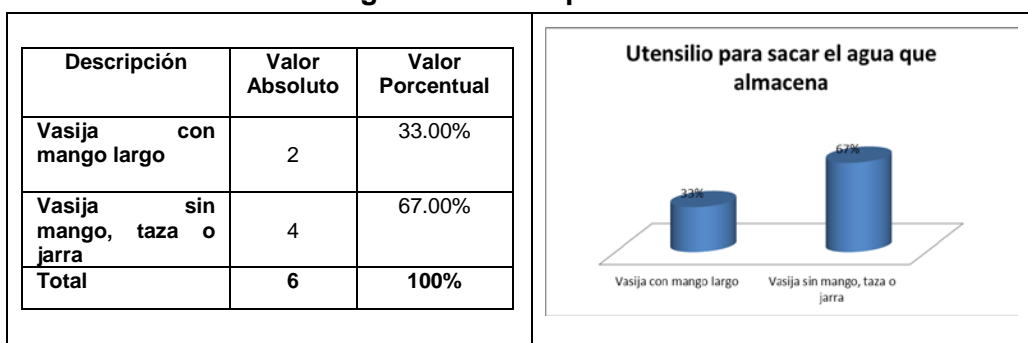 Descripción Valor Absoluto Valor Porcentual
Vasija con mango largo 2 33.00%
Vasija sin mango, taza o jarra 4 67.00%
Total 6 100%
Utensilio para sacar el agua que
almacena
67%
33%
Vasija con mango largo
Vasija sin mango, taza o
jarra